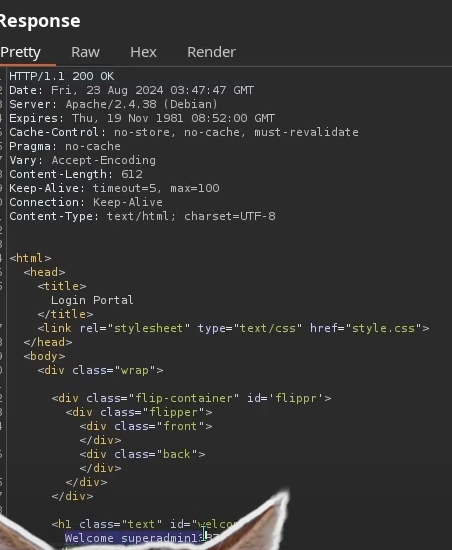 Response
Pretty Raw Hex Render
HTTP/1.1 200 OK
Date: Fri, 23 Aug 2024 03:47:47 GMT
Server: Apache/2.4.38 (Debian)
Expires: Thu, 19 Nov 1981 08:52:00 GMT
Cache-Control: no-store, no-cache, must-revalidate
Pragma: no-cache
Vary: Accept-Encoding
Content-Length: 612
Keep-Alive: timeout=5, max=100
Connection: Keep-Alive
Content-Type: text/html; charset=UTF-8
<html>
<head>
<title>
Login Portal
</title>
<link rel="stylesheet" type="text/css" href="style.css">
</head>
<body>
<div class="wrap">
<div class="flip-container" id='flippr'>
<div class="flipper">
<div class="front">
</div>
<div class="back">
</div>
</div>
</div>
<h1 class="text" id="welco
Welcome